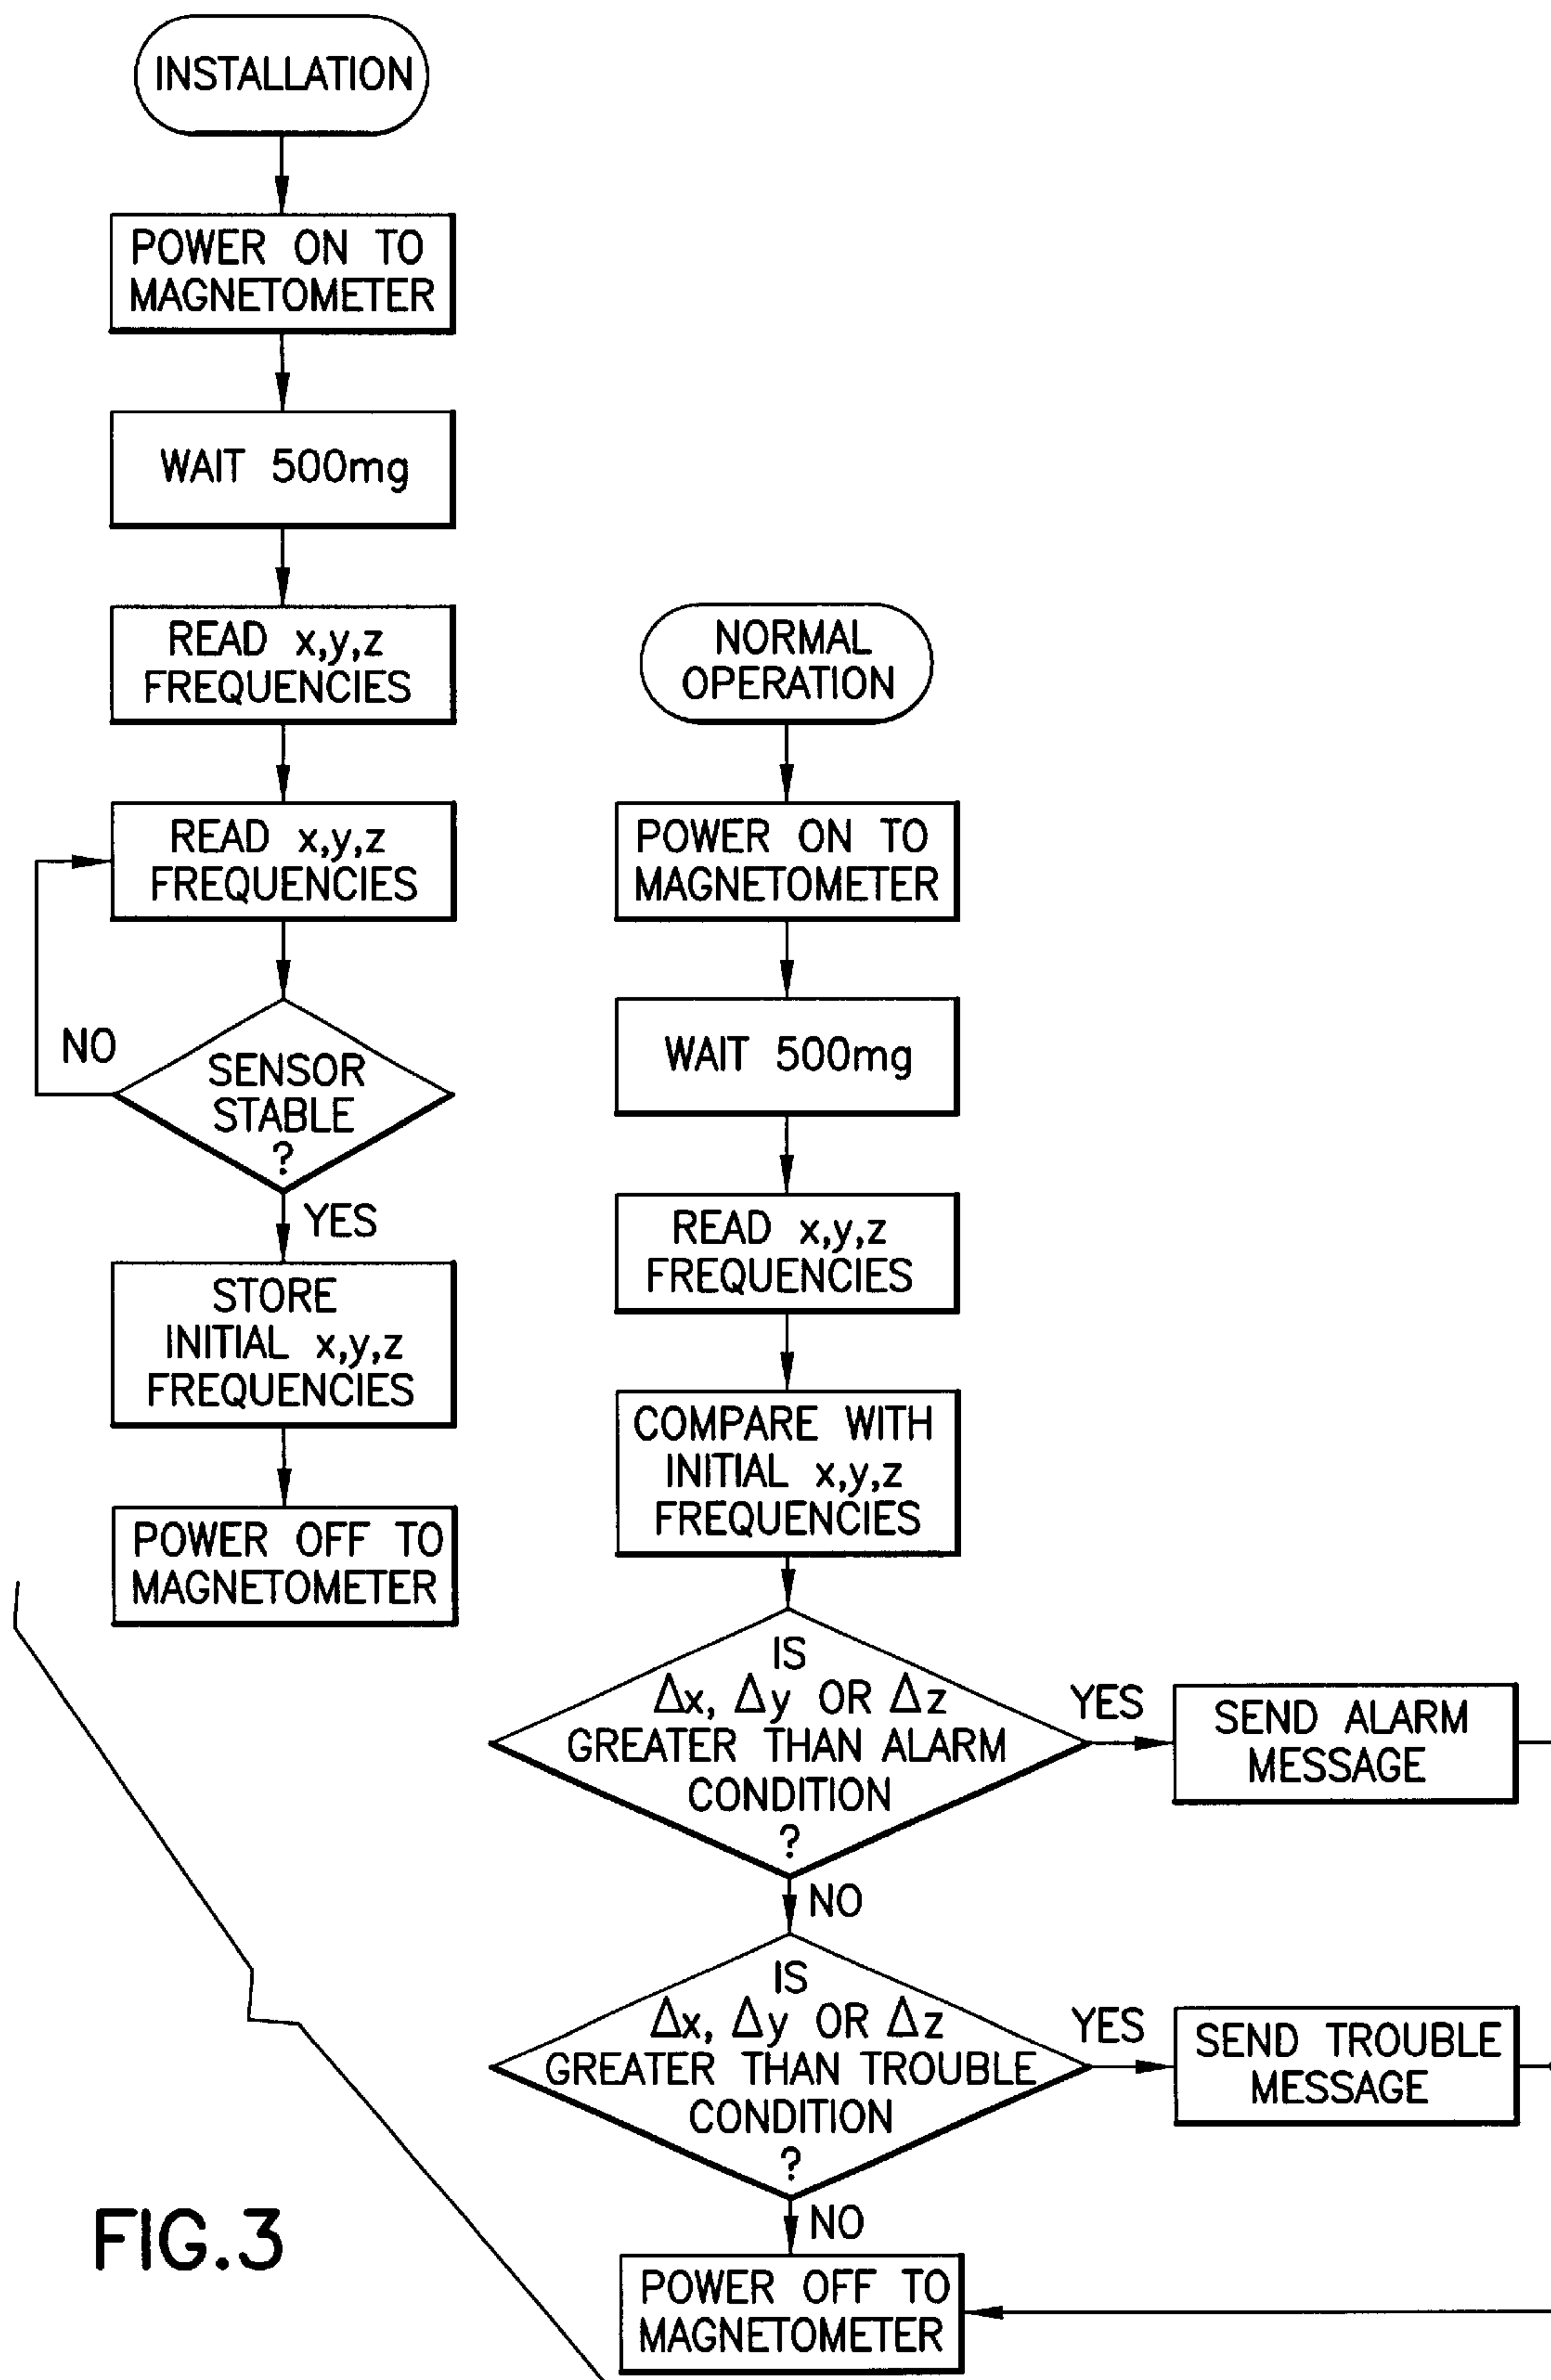 INSTALLATION
POWER ON TO
MAGNETOMETER
WAIT 500mg
READ x,y,z
FREQUENCIES
READ x,y,z
FREQUENCIES
SENSOR
STABLE
?
NO
YES
STORE
INITIAL x,y,z
FREQUENCIES
POWER OFF TO
MAGNETOMETER
NORMAL
OPERATION
POWER ON TO
MAGNETOMETER
WAIT 500mg
READ x,y,z
FREQUENCIES
COMPARE WITH
INITIAL x,y,z
FREQUENCIES
IS
Δx, Δy OR Δz
GREATER THAN ALARM
CONDITION
?
YES
SEND ALARM
MESSAGE
NO
IS
Δx, Δy OR Δz
GREATER THAN TROUBLE
CONDITION
?
YES
SEND TROUBLE
MESSAGE
NO
POWER OFF TO
MAGNETOMETER
FIG.3